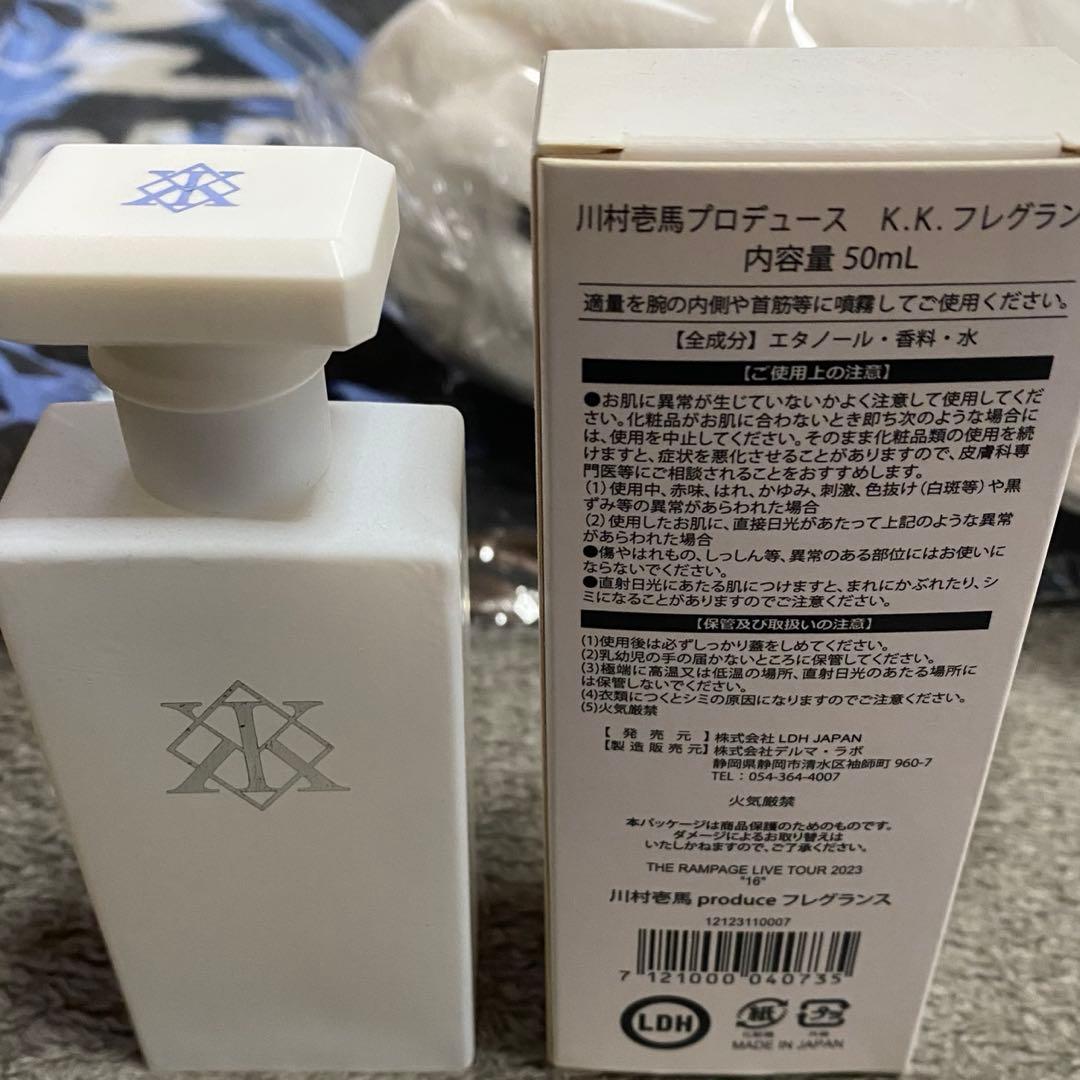 川村壱馬プロデュース K.K.フレグラン
内容量 50mL
適量を腕の内側や首筋等に噴霧してご使用ください。
【全成分】エタノール・香料・水
【ご使用上の注意】
●お肌に異常が生じていないかよく注意して使用してくだ
さい。化粧品がお肌に合わないとき即ち次のような場合に
は、使用を中止してください。そのまま化粧品類の使用を続
けますと、症状を悪化させることがありますので、皮膚科専
門医等にご相談されることをおすすめします。
(1)使用中、赤味、はれ、かゆみ、刺激、色抜け(白斑等)や黒
ずみ等の異常があらわれた場合
(2)使用したお肌に、直接日光があたって上記のような異常
があらわれた場合
●傷やはれもの、しっしん等、異常のある部位にはお使いに
ならないでください。
●直射日光にあたる肌につけますと、まれにかぶれたり、シ
ミになることがありますのでご注意ください。
【保管及び取扱いの注意】
(1)使用後は必ずしっかり蓋をしめてください。
(2)乳幼児の手の届かないところに保管してください。
(3)極端に高温又は低温の場所、直射日光のあたる場所に
は保管しないでください。
(4)衣類につくとシミの原因になりますのでご注意ください。
(5)火気厳禁
【発売元】株式会社 LDH JAPAN
【製造販売元】株式会社デルマ・ラボ
静岡県静岡市清水区袖師町 960-7
TEL：054-364-4007
火気厳禁
本パッケージは商品保護のためのものです。
ダメージによるお取り替えは
いたしかねますので、ご了承ください。
THE RAMPAGE LIVE TOUR 2023
"16"
川村壱馬 produce フレグランス
12123110007
7 121000 040735
LDH
紙
MADE IN JAPAN